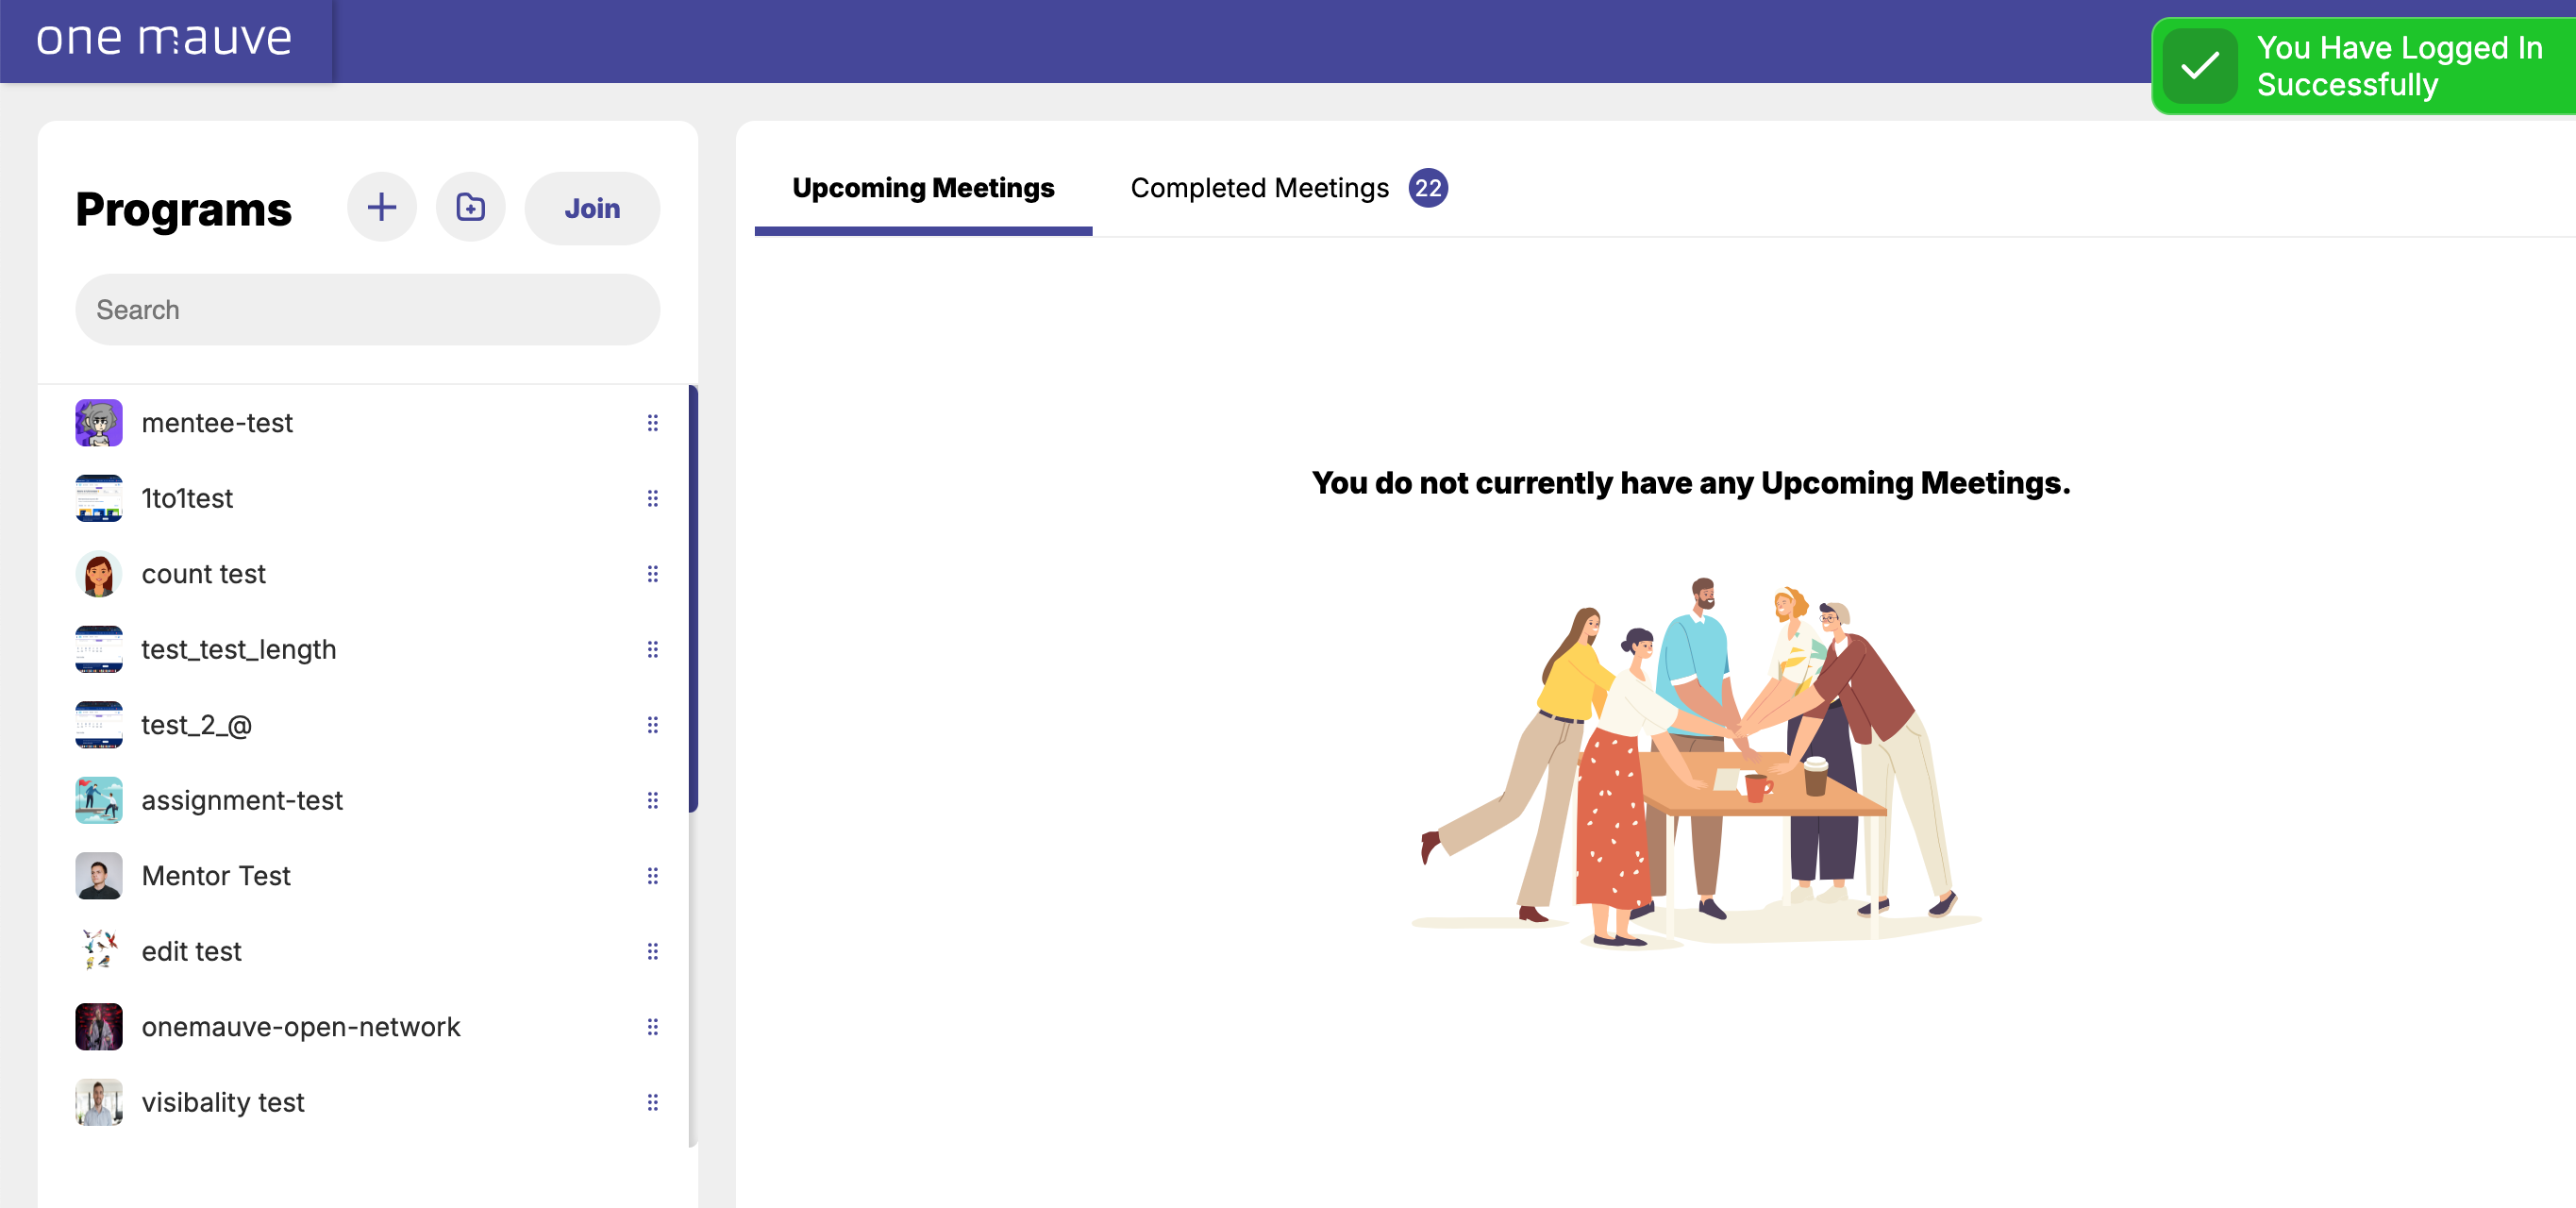 one mauve
You Have Logged In
Successfully
Programs
Join
Search
mentee-test
1to1test
count test
test_test_length
test_2_@
assignment-test
Mentor Test
edit test
onemauve-open-network
visibality test
Upcoming Meetings
Completed Meetings 22
You do not currently have any Upcoming Meetings.